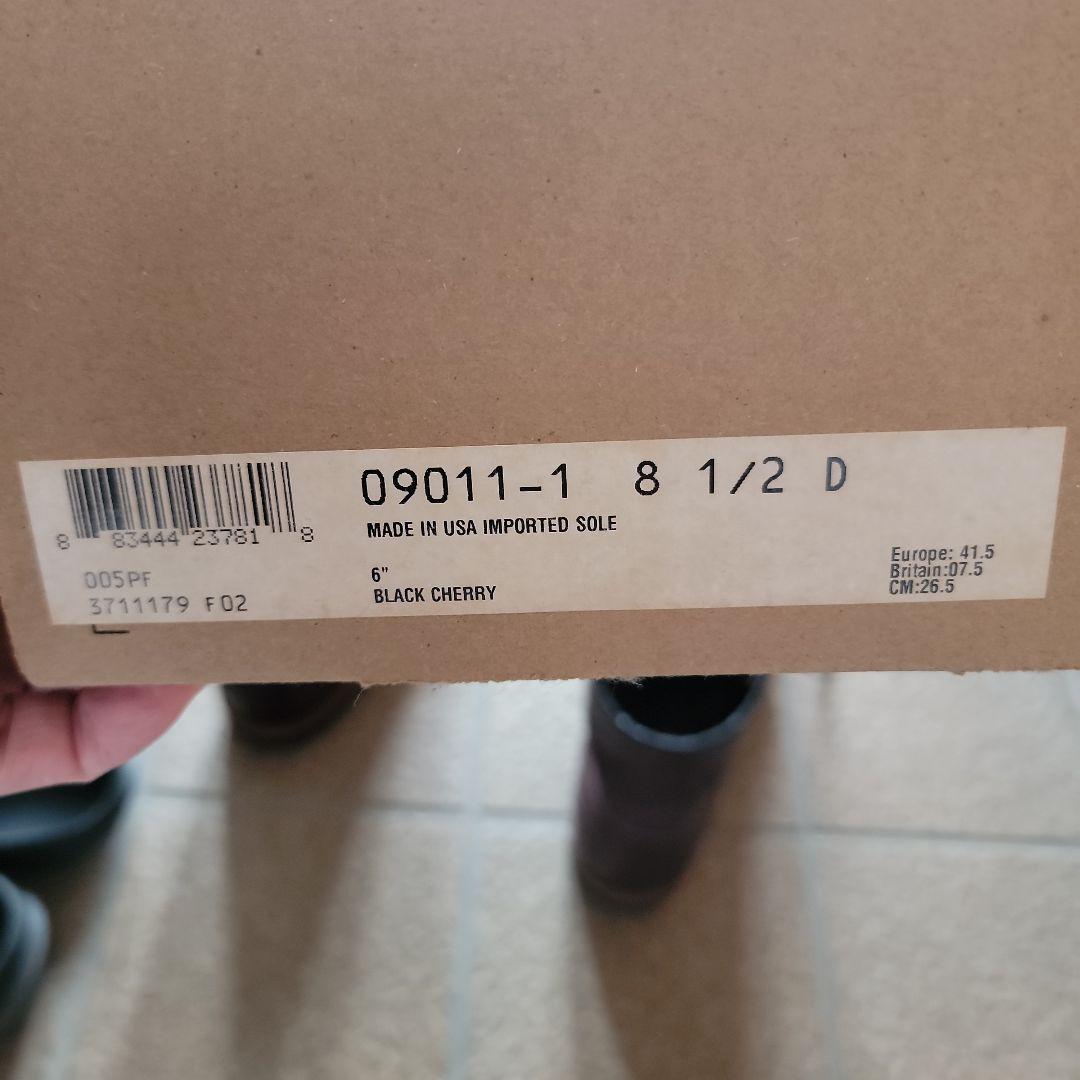 09011-1 8 1/2 D
MADE IN USA IMPORTED SOLE
8 83444 23781 8
005PF
3711179 F02
6"
BLACK CHERRY
Europe: 41.5
Britain:07.5
CM:26.5